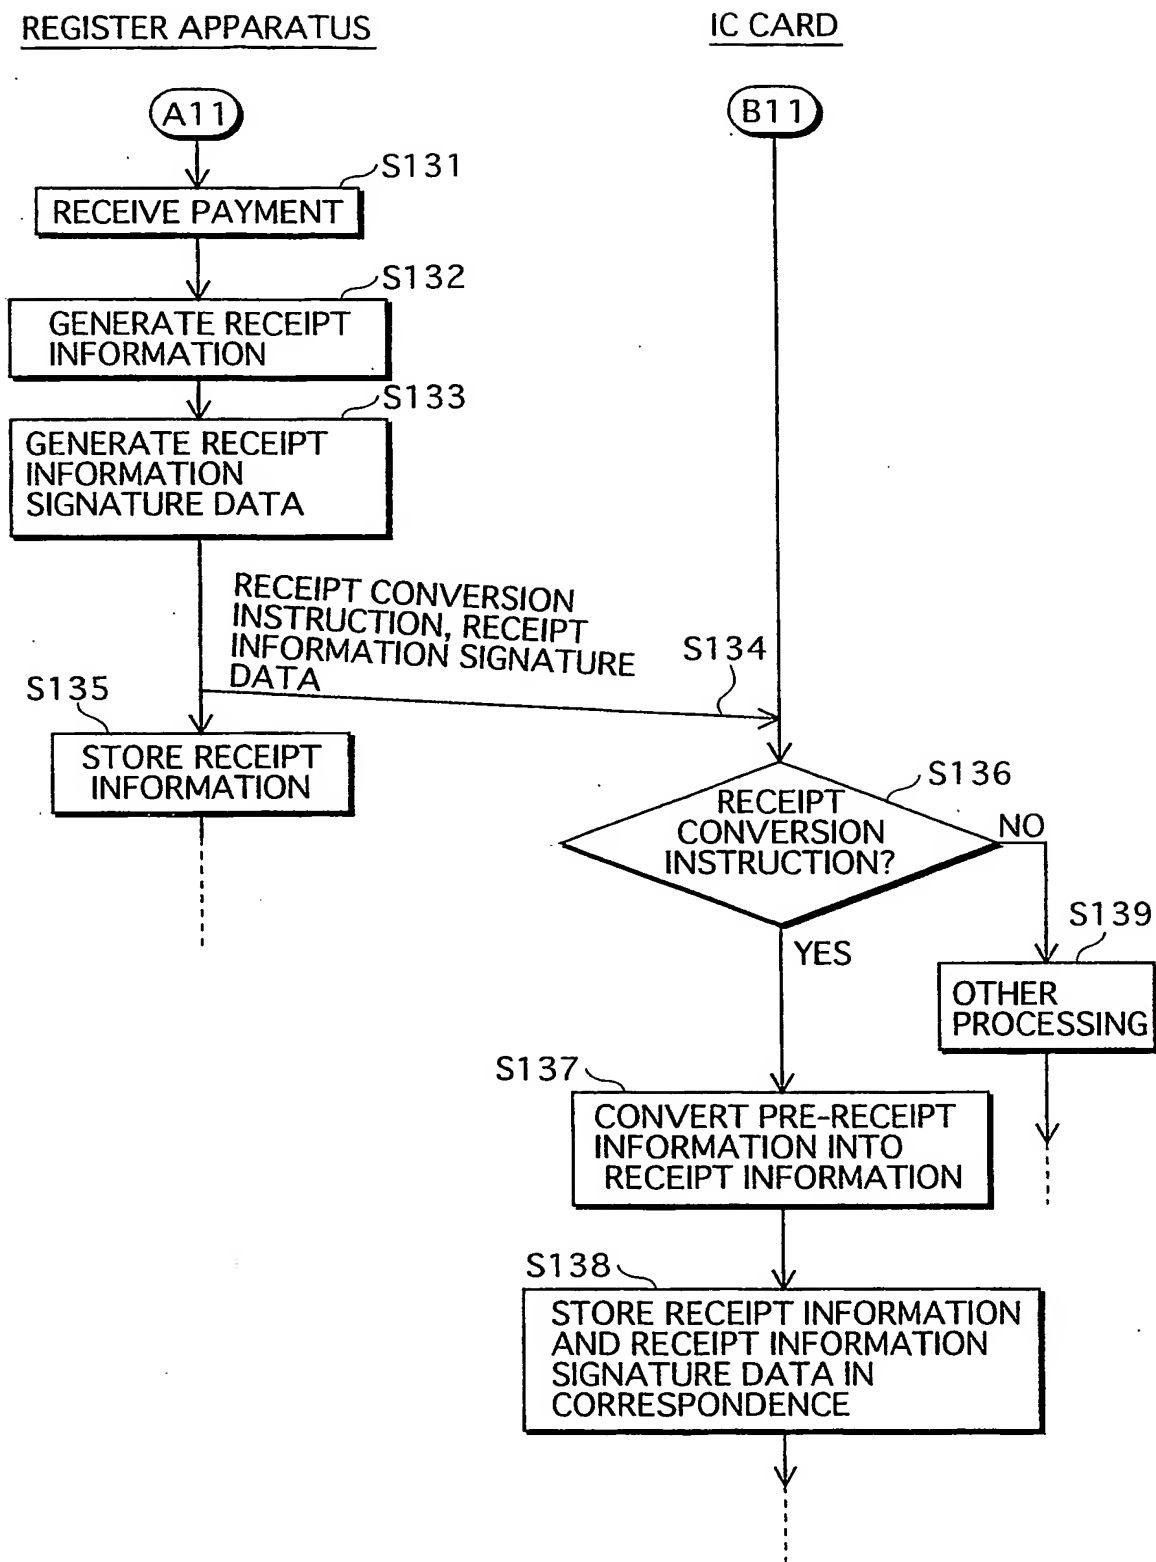 REGISTER APPARATUS
IC CARD
A11
B11
S131
RECEIVE PAYMENT
S132
GENERATE RECEIPT
INFORMATION
S133
GENERATE RECEIPT
INFORMATION
SIGNATURE DATA
RECEIPT CONVERSION
INSTRUCTION, RECEIPT
INFORMATION SIGNATURE
DATA
S134
S135
STORE RECEIPT
INFORMATION
S136
RECEIPT
CONVERSION
INSTRUCTION?
NO
YES
S139
OTHER
PROCESSING
S137
CONVERT PRE-RECEIPT
INFORMATION INTO
RECEIPT INFORMATION
S138
STORE RECEIPT INFORMATION
AND RECEIPT INFORMATION
SIGNATURE DATA IN
CORRESPONDENCE